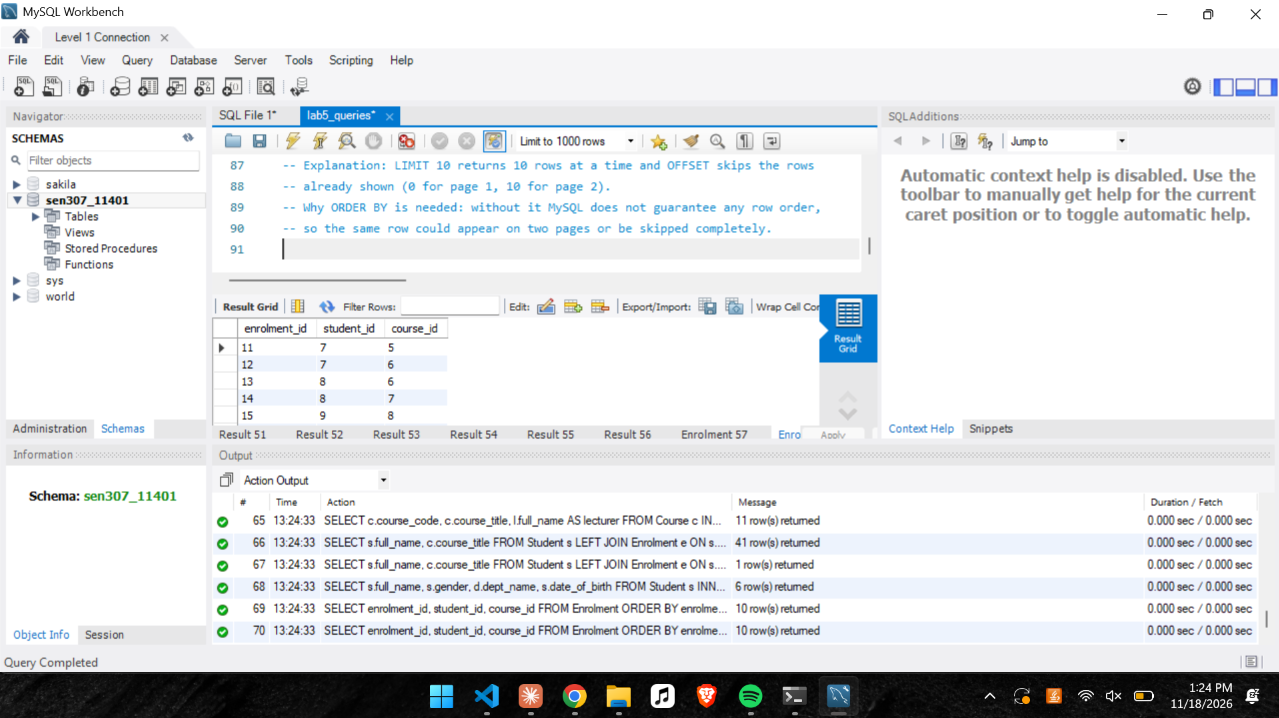 MySQL Workbench
Level 1 Connection
File Edit View Query Database Server Tools Scripting Help
Navigator
SCHEMAS
Filter objects
sakila
sen307_11401
Tables
Views
Stored Procedures
Functions
sys
world
Administration Schemas
Information
Schema: sen307_11401
Object Info Session
SQL File 1* lab5_queries*
Limit to 1000 rows
87 -- Explanation: LIMIT 10 returns 10 rows at a time and OFFSET skips the rows
88 -- already shown (0 for page 1, 10 for page 2).
89 -- Why ORDER BY is needed: without it MySQL does not guarantee any row order,
90 -- so the same row could appear on two pages or be skipped completely.
91
Result Grid Filter Rows: Edit: Export/Import: Wrap Cell Con
enrolment_id student_id course_id
11 7 5
12 7 6
13 8 6
14 8 7
15 9 8
Result Grid
Result 51 Result 52 Result 53 Result 54 Result 55 Result 56 Enrolment 57 Enro Apply
SQLAdditions
Jump to
Automatic context help is disabled. Use the
toolbar to manually get help for the current
caret position or to toggle automatic help.
Context Help Snippets
Output
Action Output
# Time Action Message Duration / Fetch
65 13:24:33 SELECT c.course_code, c.course_title, l.full_name AS lecturer FROM Course c IN... 11 row(s) returned 0.000 sec / 0.000 sec
66 13:24:33 SELECT s.full_name, c.course_title FROM Student s LEFT JOIN Enrolment e ON s.... 41 row(s) returned 0.000 sec / 0.000 sec
67 13:24:33 SELECT s.full_name, c.course_title FROM Student s LEFT JOIN Enrolment e ON s.... 1 row(s) returned 0.000 sec / 0.000 sec
68 13:24:33 SELECT s.full_name, s.gender, d.dept_name, s.date_of_birth FROM Student s INN... 6 row(s) returned 0.000 sec / 0.000 sec
69 13:24:33 SELECT enrolment_id, student_id, course_id FROM Enrolment ORDER BY enrolme... 10 row(s) returned 0.000 sec / 0.000 sec
70 13:24:33 SELECT enrolment_id, student_id, course_id FROM Enrolment ORDER BY enrolme... 10 row(s) returned 0.000 sec / 0.000 sec
Query Completed
1:24 PM
11/18/2026